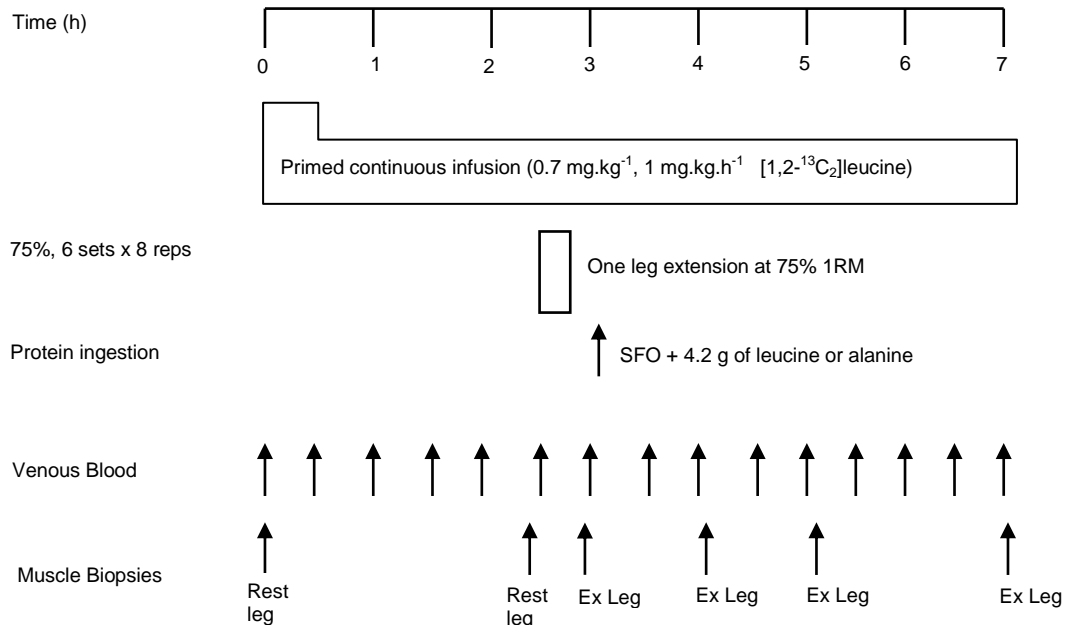 Time (h)
0 1 2 3 4 5 6 7
Primed continuous infusion (0.7 mg.kg⁻¹, 1 mg.kg.h⁻¹ [1,2-¹³C₂]leucine)
75%, 6 sets x 8 reps
One leg extension at 75% 1RM
Protein ingestion
SFO + 4.2 g of leucine or alanine
Venous Blood
Muscle Biopsies
Rest
leg
Rest
leg
Ex Leg
Ex Leg
Ex Leg
Ex Leg